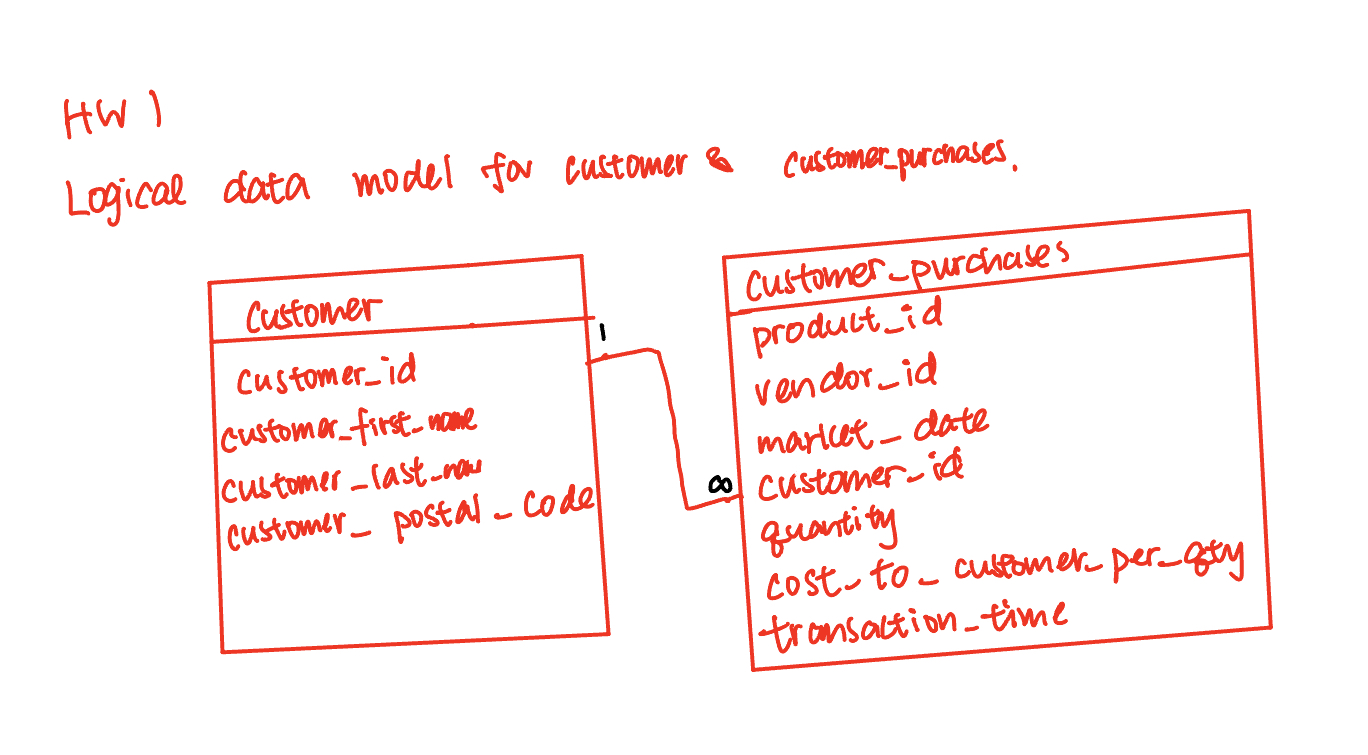 HW 1
Logical data model for customer & customer_purchases.
Customer
customer_id
customer_first_name
customer_last_nam
customer_postal_code
1
∞
customer_purchases
product_id
vendor_id
market_date
customer_id
quantity
cost_to_customer_per_qty
transaction_time